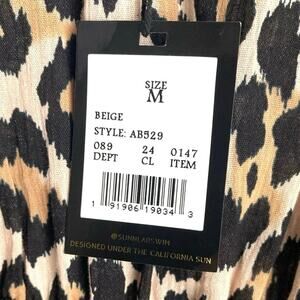 SIZE
M
BEIGE
STYLE: AB529
089 24 0147
DEPT CL ITEM
1 91906 19034 3
@SUNNLABSWIM
DESIGNED UNDER THE CALIFORNIA SUN